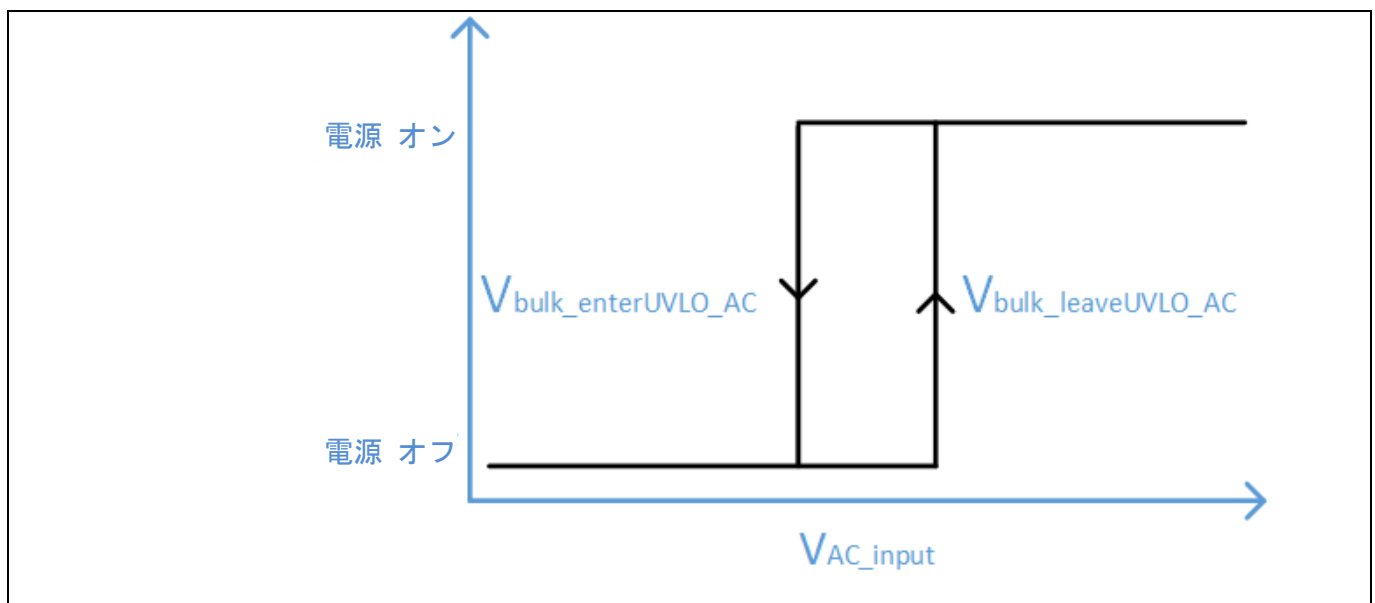 電源 オン
Vbulk_enterUVLO_AC
Vbulk_leaveUVLO_AC
電源 オフ
VAC_input